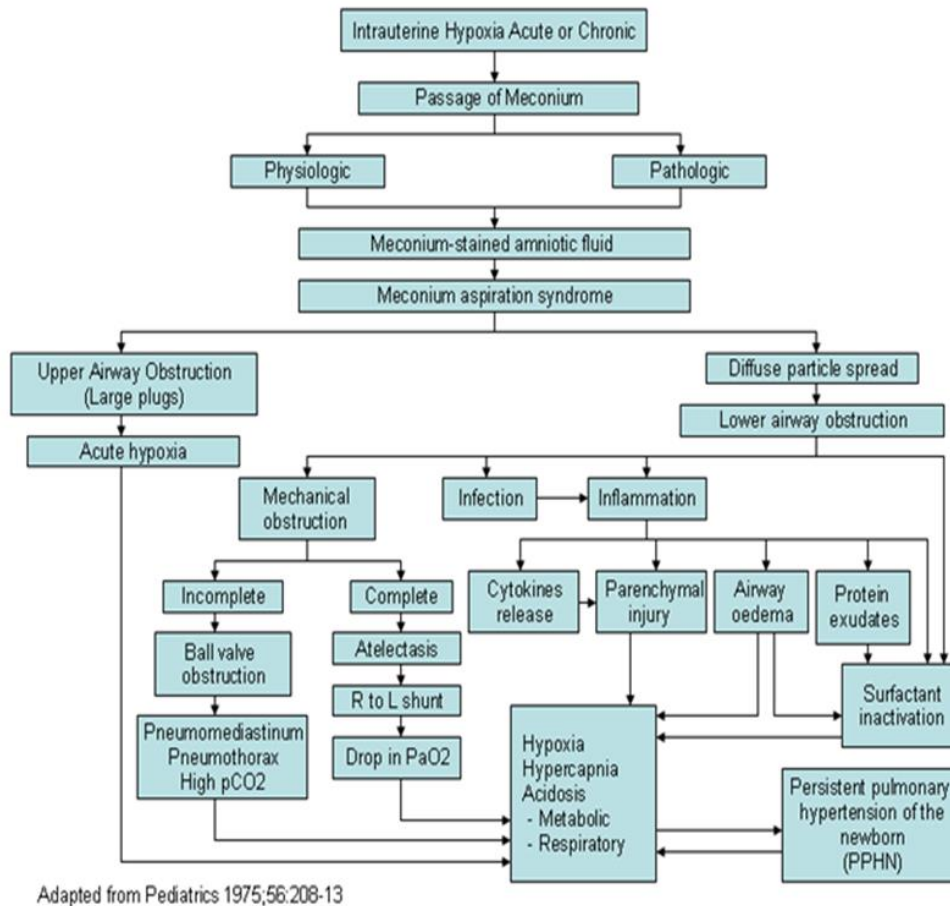 Intrauterine Hypoxia Acute or Chronic
Passage of Meconium
Physiologic
Pathologic
Meconium-stained amniotic fluid
Meconium aspiration syndrome
Upper Airway Obstruction
(Large plugs)
Diffuse particle spread
Acute hypoxia
Lower airway obstruction
Mechanical
obstruction
Infection
Inflammation
Incomplete
Complete
Cytokines
release
Parenchymal
injury
Airway
oedema
Protein
exudates
Ball valve
obstruction
Atelectasis
R to L shunt
Surfactant
inactivation
Pneumomediastinum
Pneumothorax
High pCO2
Drop in PaO2
Hypoxia
Hypercapnia
Acidosis
- Metabolic
- Respiratory
Persistent pulmonary
hypertension of the
newborn
(PPHN)
Adapted from Pediatrics 1975;56:208-13